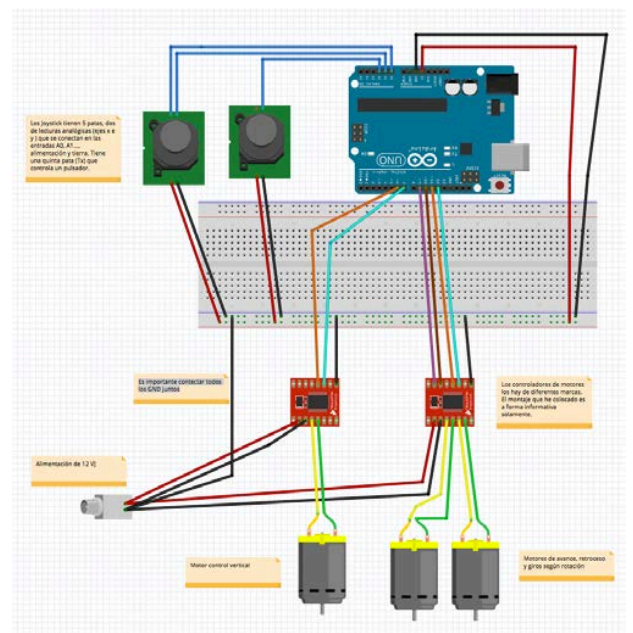 Los Joystick tienen 5 patas, dos
de lecturas analógicas (ejes x e
y ) que se conectan en las
entradas A0, A1...,
alimentación y tierra. Tiene
una quinta pata (Tx) que
controla un pulsador.
UNO
Es importante contectar todos
los GND juntos
Los controladores de motores
los hay de diferentes marcas.
El montaje que he colocado es
a forma informativa
solamente.
Alimentación de 12 V|
Motor control vertical
Motores de avance, retroceso
y giros según rotación